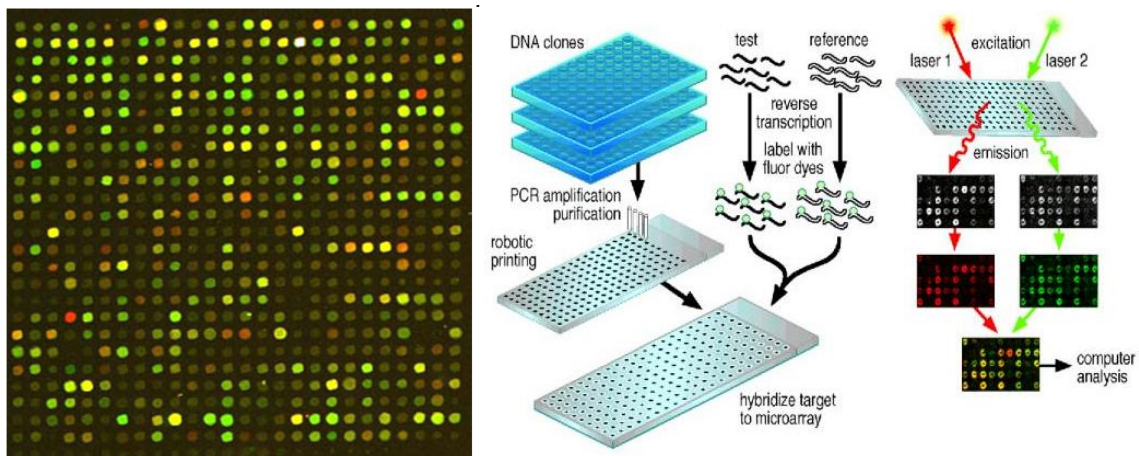 DNA clones
PCR amplification
purification
robotic
printing
test
reference
reverse
transcription
label with
fluor dyes
hybridize target
to microarray
excitation
laser 1
laser 2
emission
computer
analysis